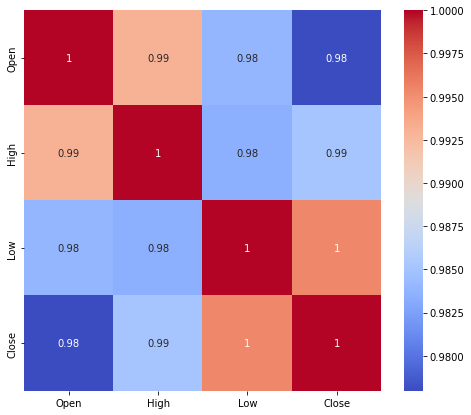 Open 1 0.99 0.98 0.98
High 0.99 1 0.98 0.99
Low 0.98 0.98 1 1
Close 0.98 0.99 1 1
Open High Low Close
1.0000
0.9975
0.9950
0.9925
0.9900
0.9875
0.9850
0.9825
0.9800